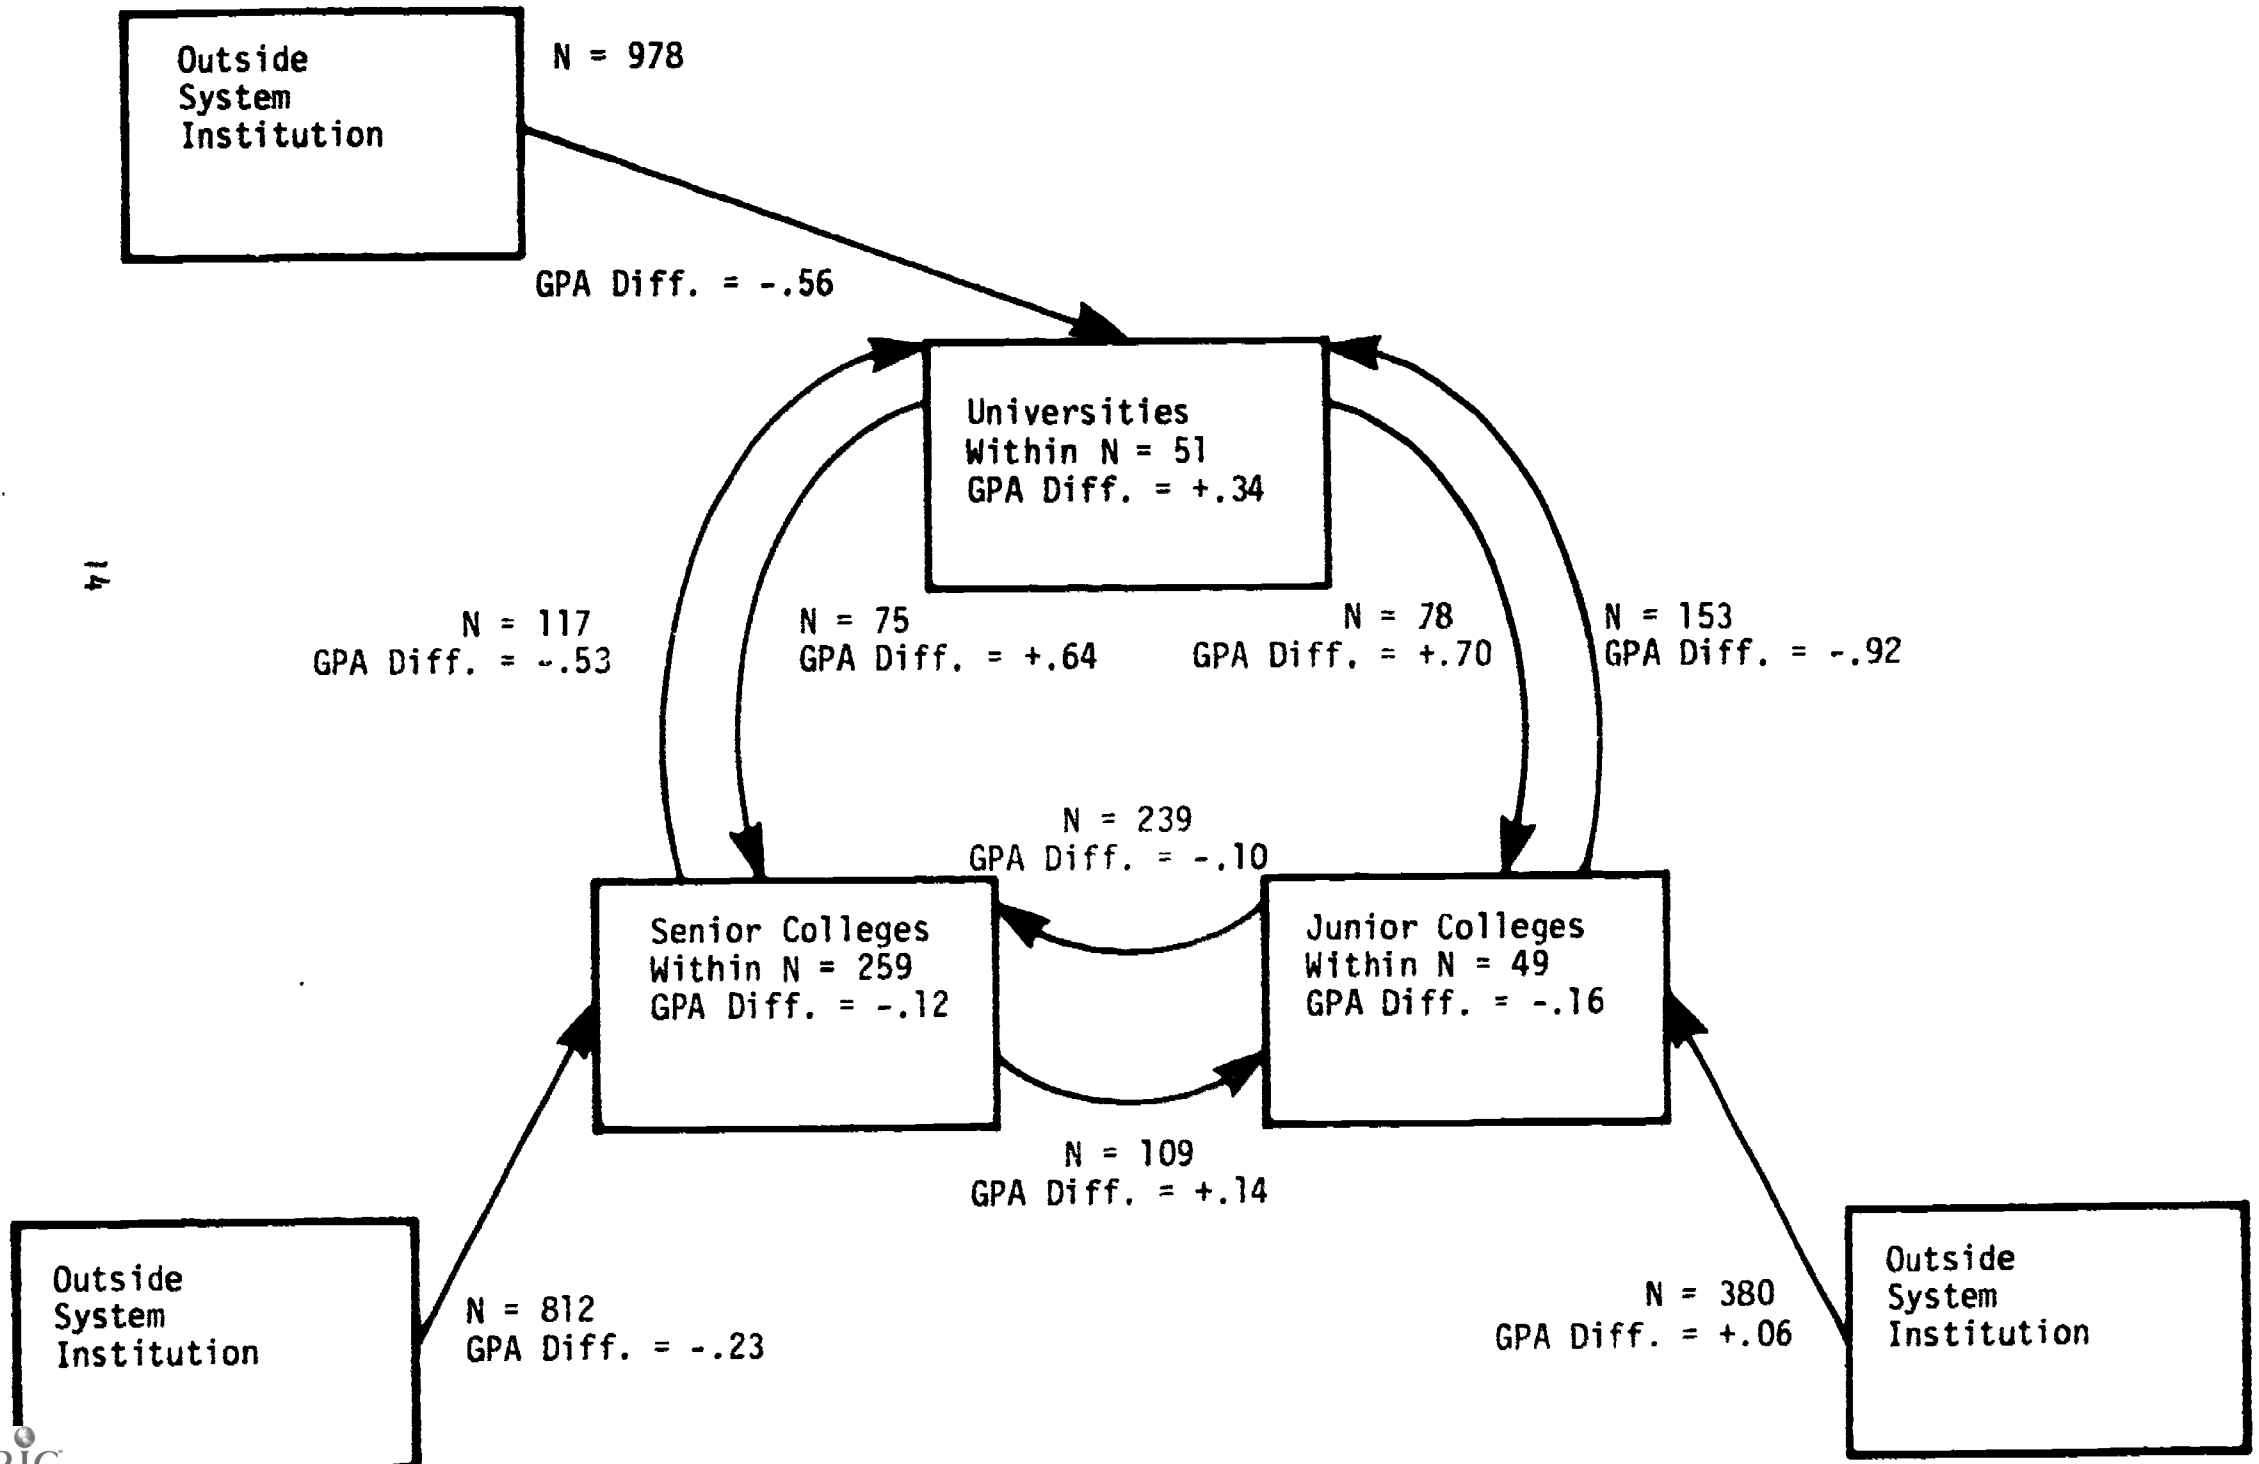 Outside
System
Institution
N = 978
GPA Diff. = -.56
Universities
Within N = 51
GPA Diff. = +.34
14
N = 117
GPA Diff. = -.53
N = 75
GPA Diff. = +.64
N = 78
GPA Diff. = +.70
N = 153
GPA Diff. = -.92
N = 239
GPA Diff. = -.10
Senior Colleges
Within N = 259
GPA Diff. = -.12
Junior Colleges
Within N = 49
GPA Diff. = -.16
N = 109
GPA Diff. = +.14
Outside
System
Institution
N = 812
GPA Diff. = -.23
N = 380
GPA Diff. = +.06
Outside
System
Institution